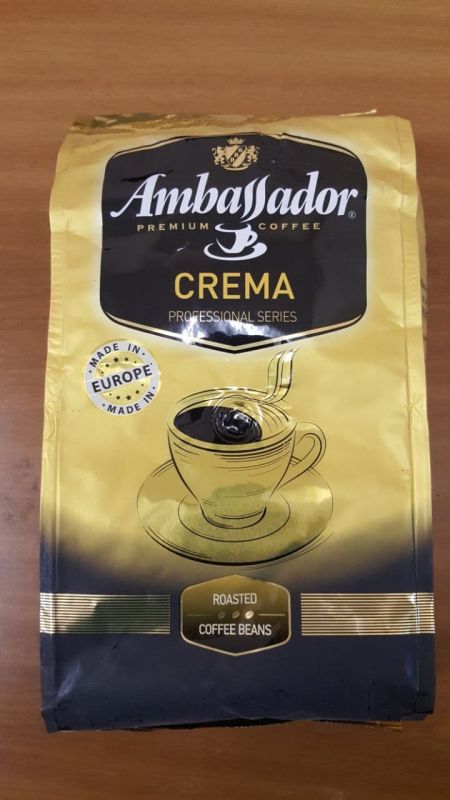 Ambassador®
PREMIUM COFFEE
CREMA
PROFESSIONAL SERIES
MADE IN
EUROPE
MADE IN
ROASTED
COFFEE BEANS